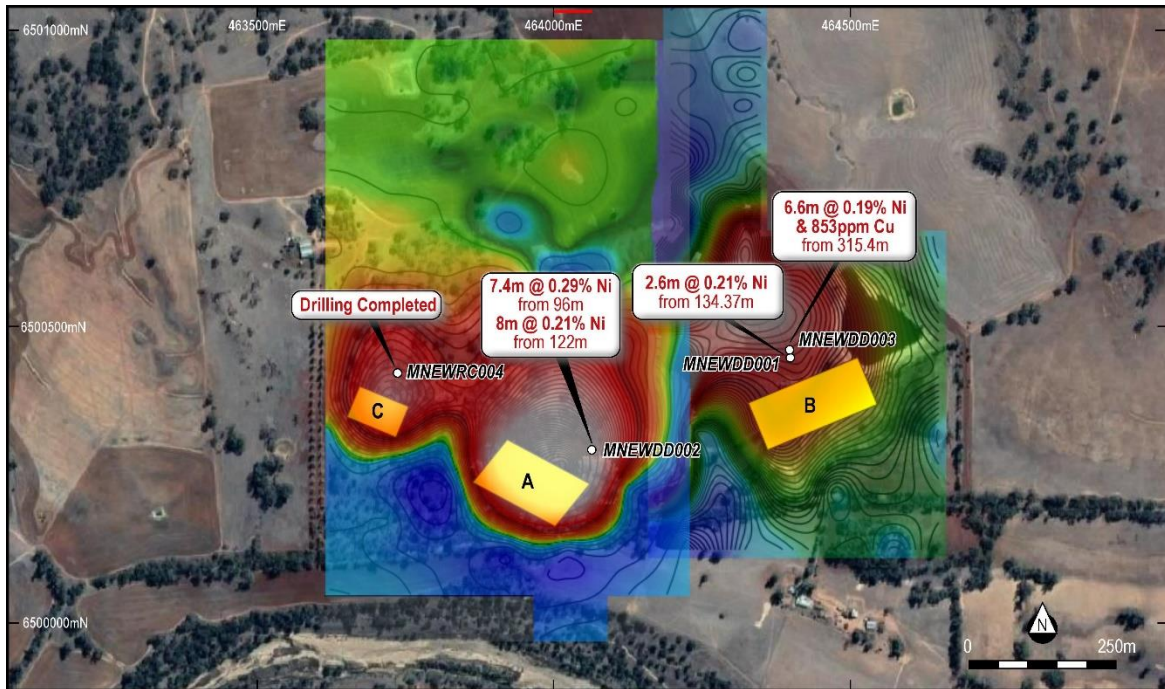 463500mE
464000mE
464500mE
6501000mN
6.6m @ 0.19% Ni
& 853ppm Cu
from 315.4m
7.4m @ 0.29% Ni
from 96m
8m @ 0.21% Ni
from 122m
2.6m @ 0.21% Ni
from 134.37m
Drilling Completed
6500500mN
MNEWDD003
MNEWDD001
MNEWRC004
C
B
MNEWDD002
A
6500000mN
N
0
250m